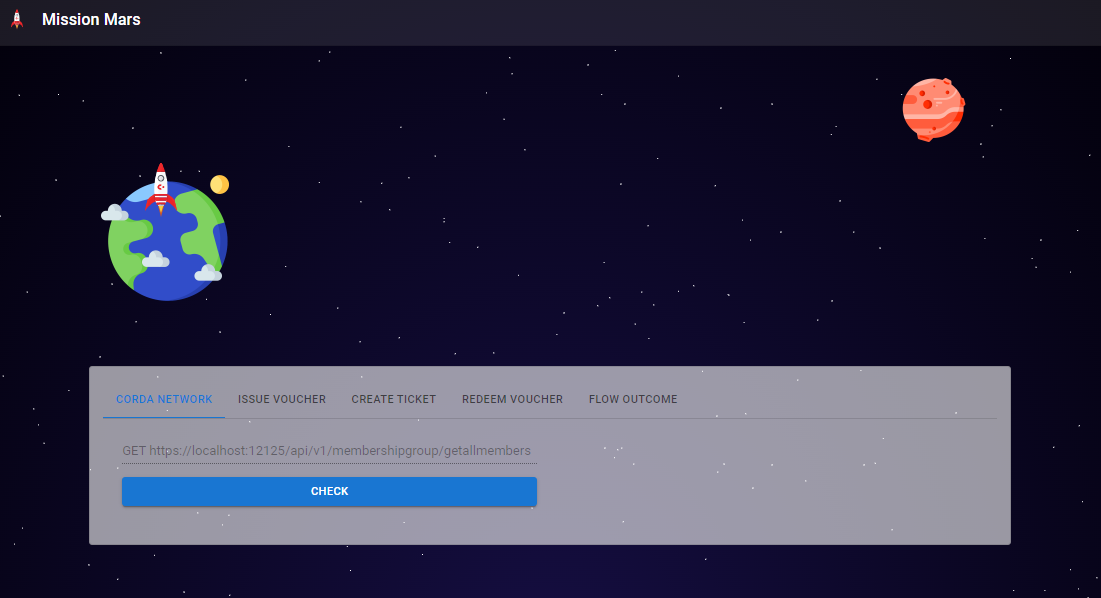 Mission Mars
CORDA NETWORK ISSUE VOUCHER CREATE TICKET REDEEM VOUCHER FLOW OUTCOME
GET https://localhost:12125/api/v1/membershipgroup/getallmembers
CHECK